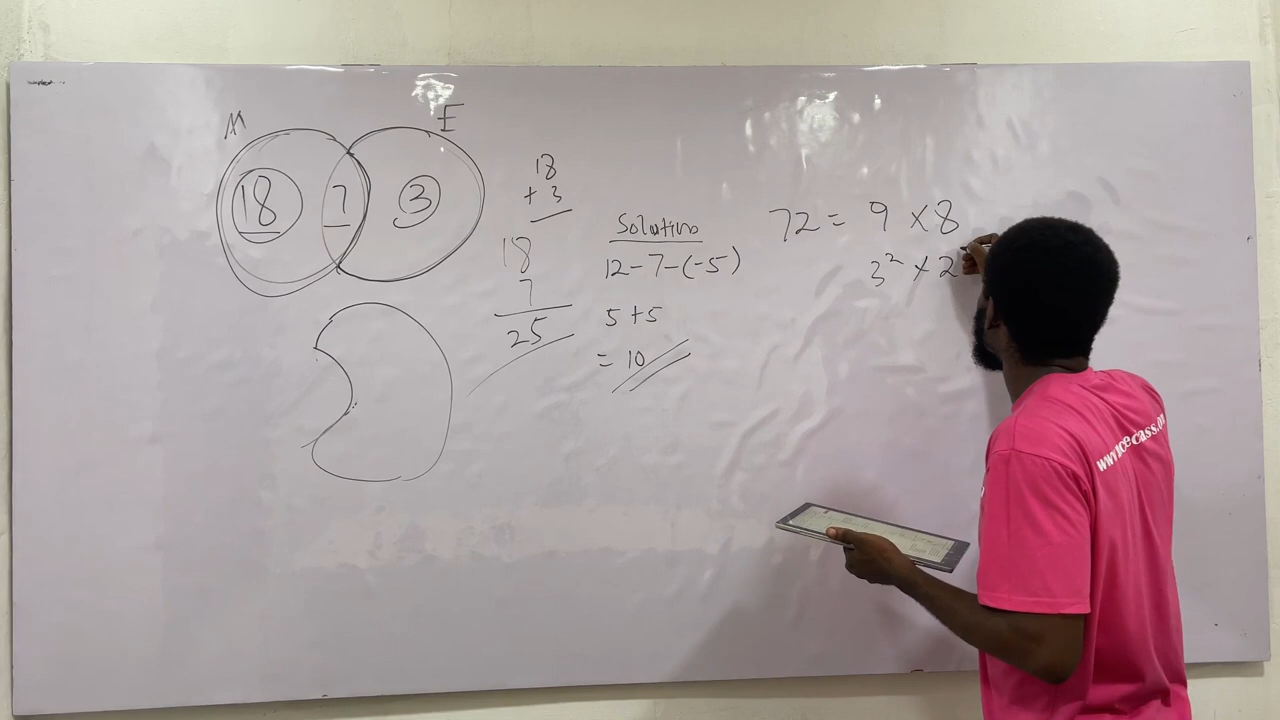 M
E
18
7
3
18
+ 3
18
7
25
Solution
12-7-(-5)
5+5
= 10
72 = 9 × 8
3² × 2